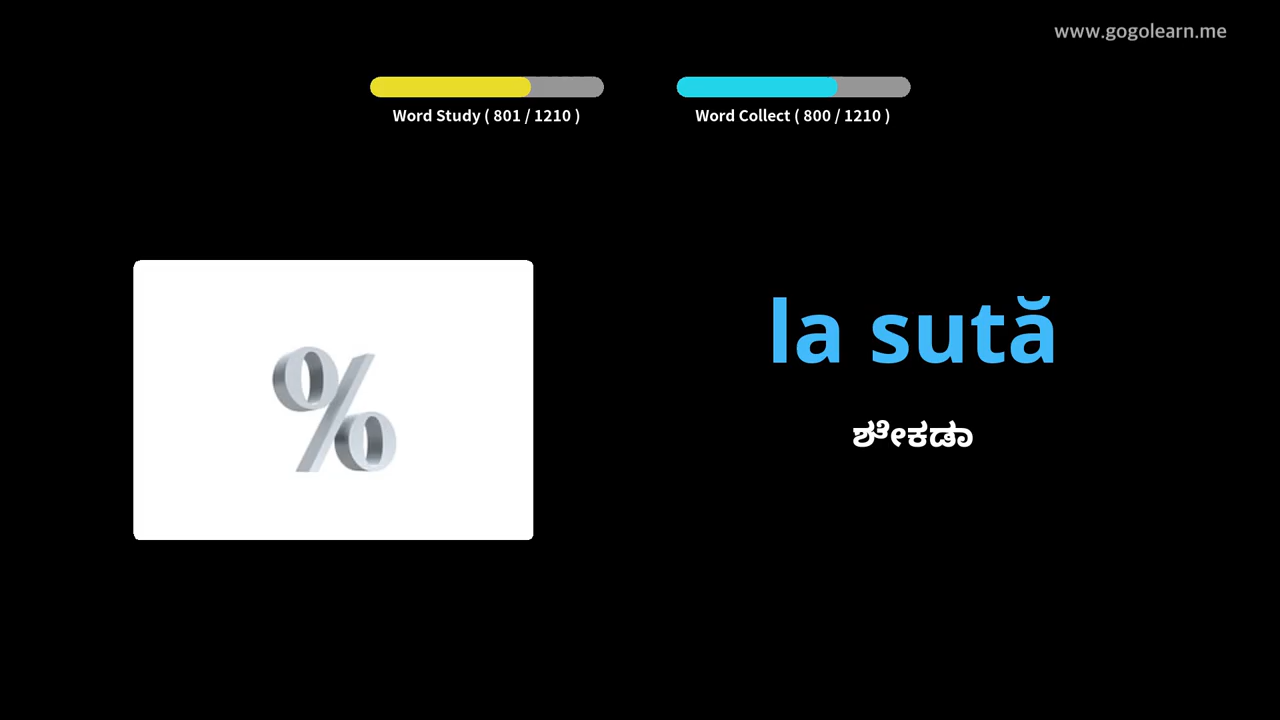 www.gogolearn.me
Word Study ( 801 / 1210 )
Word Collect ( 800 / 1210 )
%
la sută
ಶೇಕಡಾ